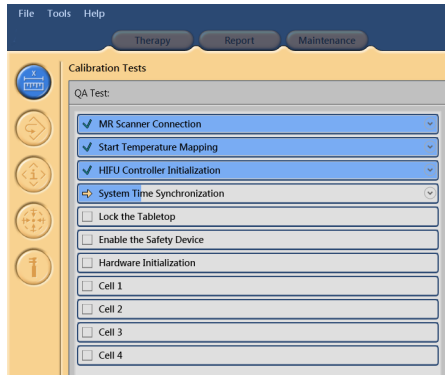 File Tools Help
Therapy Report Maintenance
Calibration Tests
QA Test:
MR Scanner Connection
Start Temperature Mapping
HIFU Controller Initialization
System Time Synchronization
Lock the Tabletop
Enable the Safety Device
Hardware Initialization
Cell 1
Cell 2
Cell 3
Cell 4